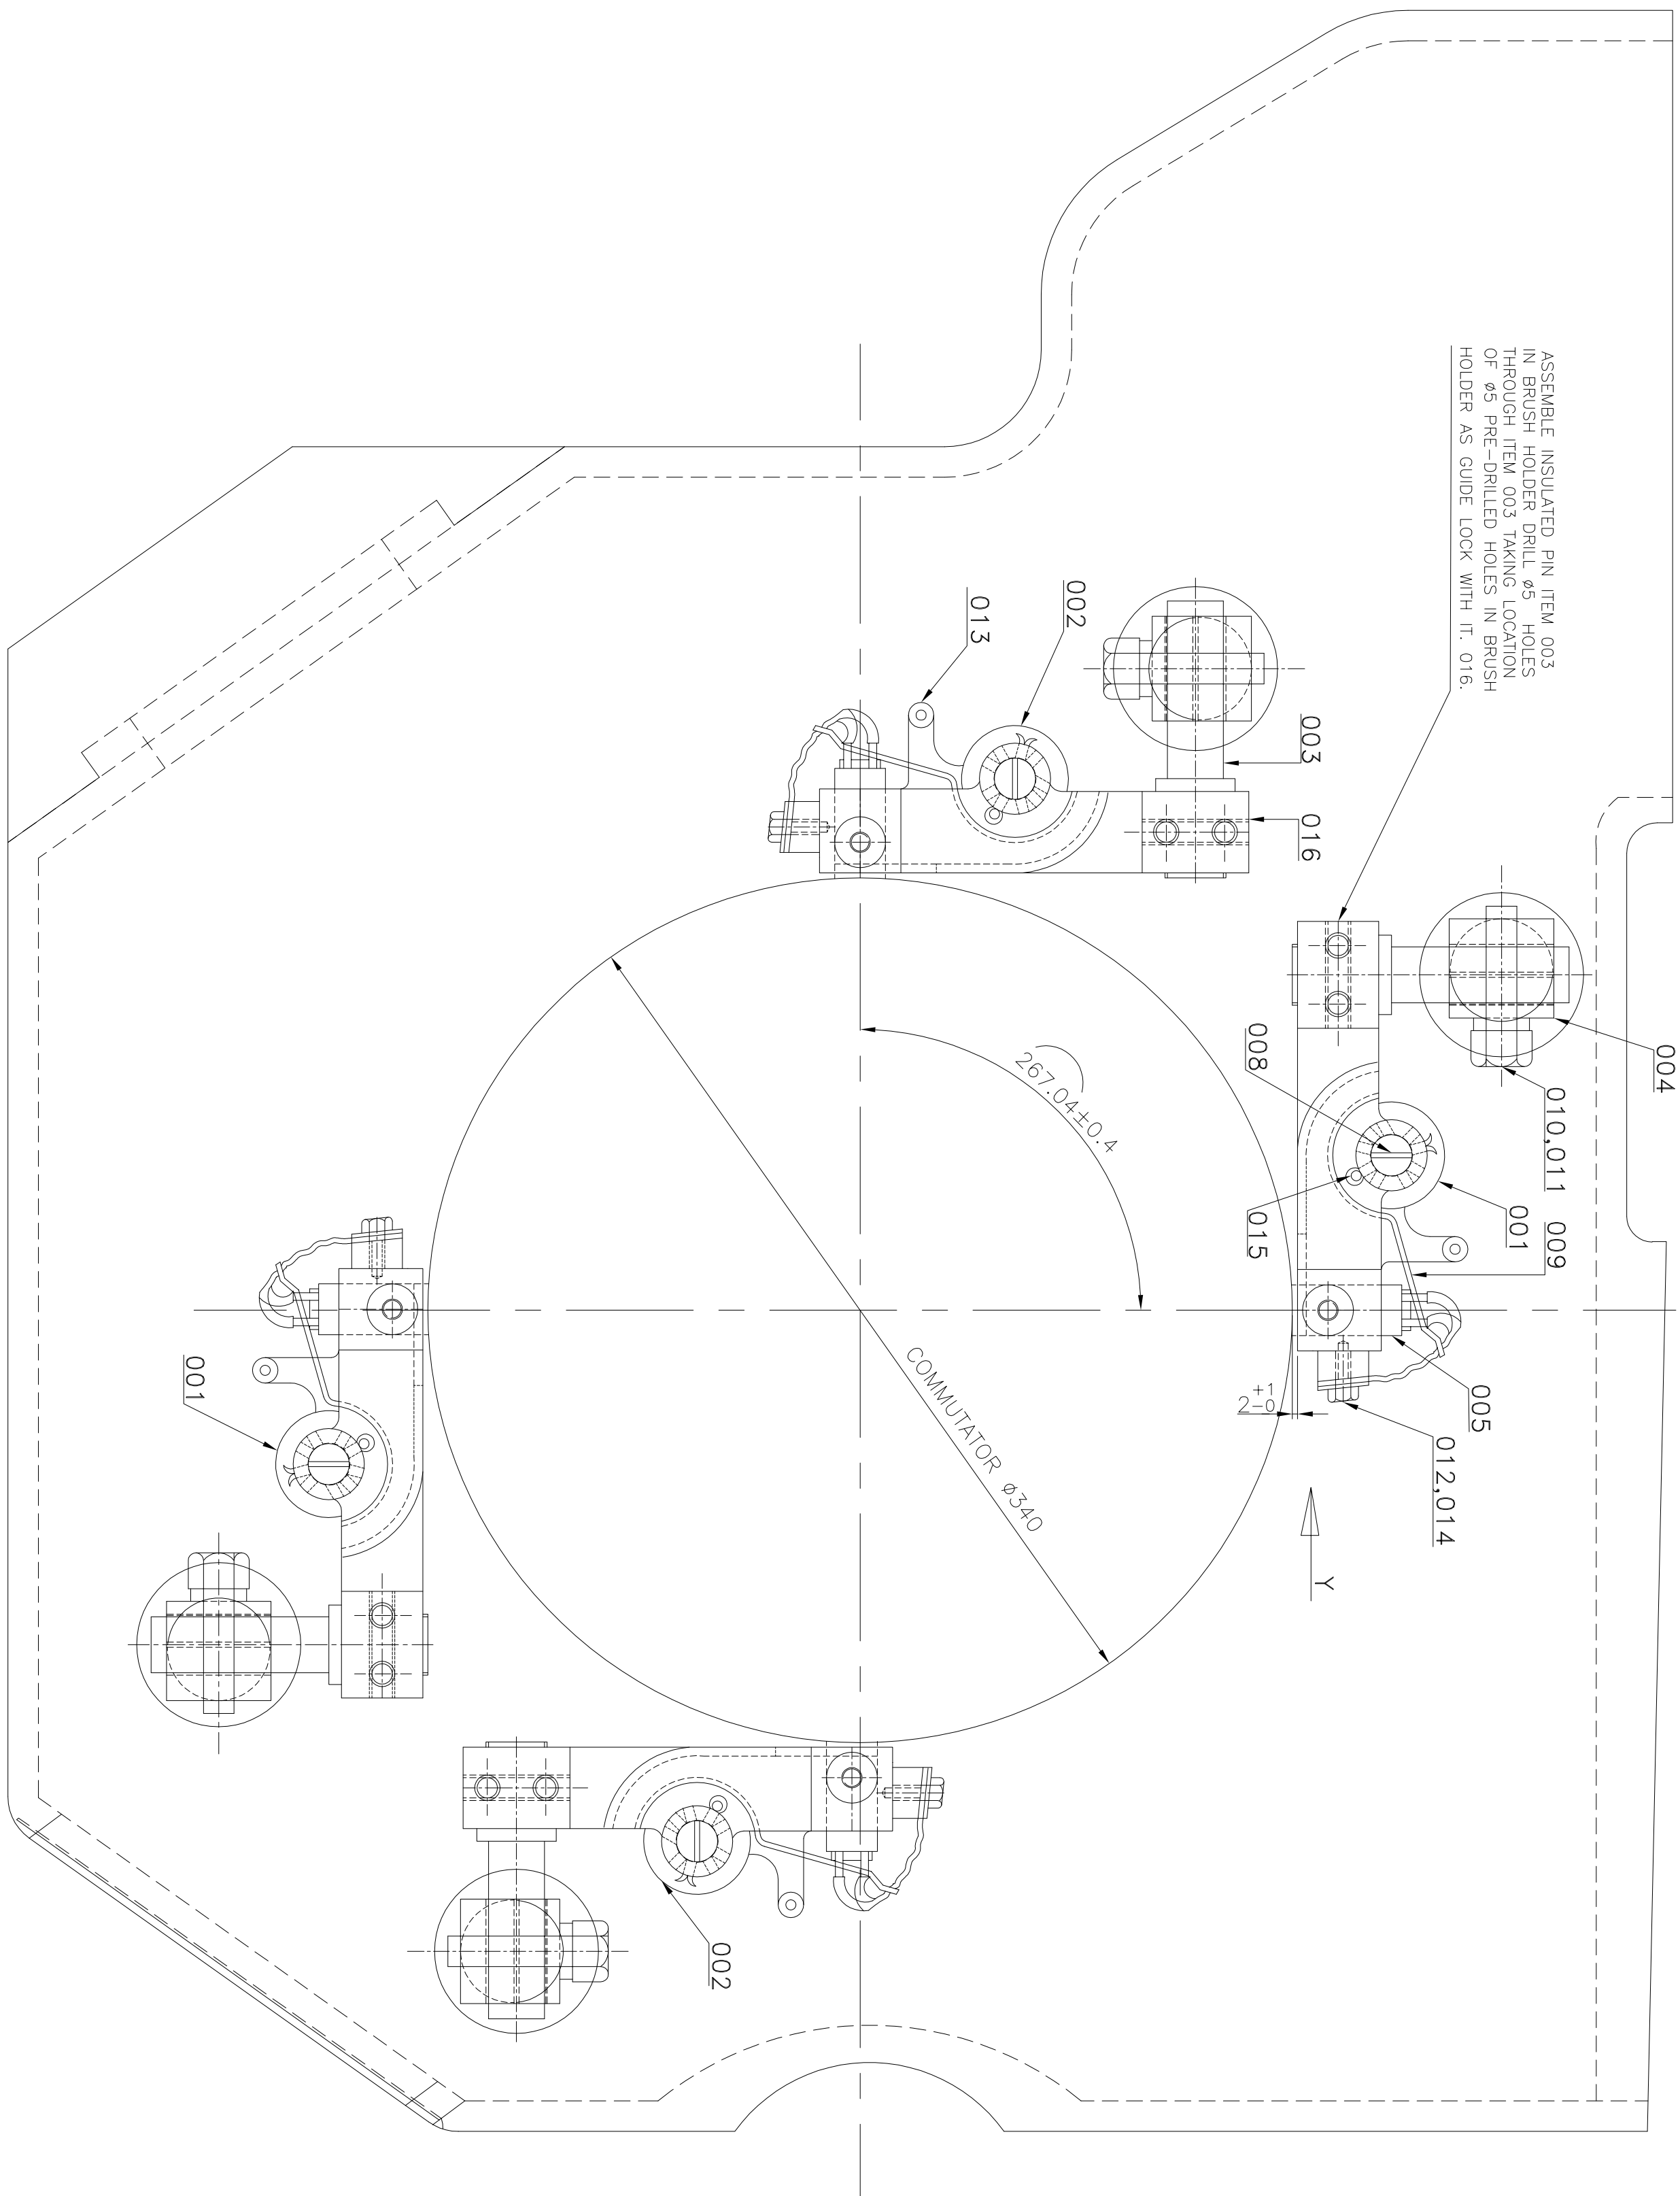 ASSEMBLE INSULATED PIN ITEM 003
IN BRUSH HOLDER DRILL ø5 HOLES
THROUGH ITEM 003 TAKING LOCATION
OF ø5 PRE-DRILLED HOLES IN BRUSH
HOLDER AS GUIDE LOCK WITH IT. 016.
004
010,011
009
001
005
012,014
Y
003
016
008
015
2 +1 -0
002
013
267.04±0.4
COMMUTATOR ø340
001
002